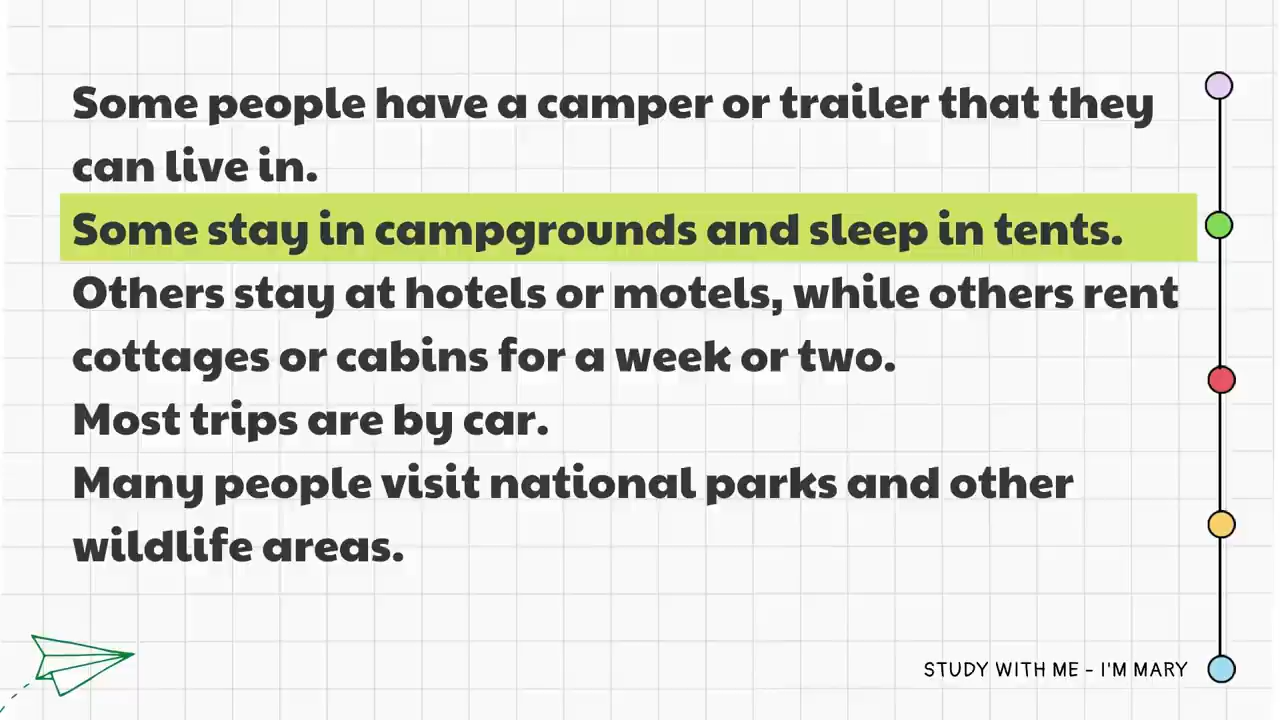 Some people have a camper or trailer that they
can live in.
Some stay in campgrounds and sleep in tents.
Others stay at hotels or motels, while others rent
cottages or cabins for a week or two.
Most trips are by car.
Many people visit national parks and other
wildlife areas.
STUDY WITH ME - I'M MARY